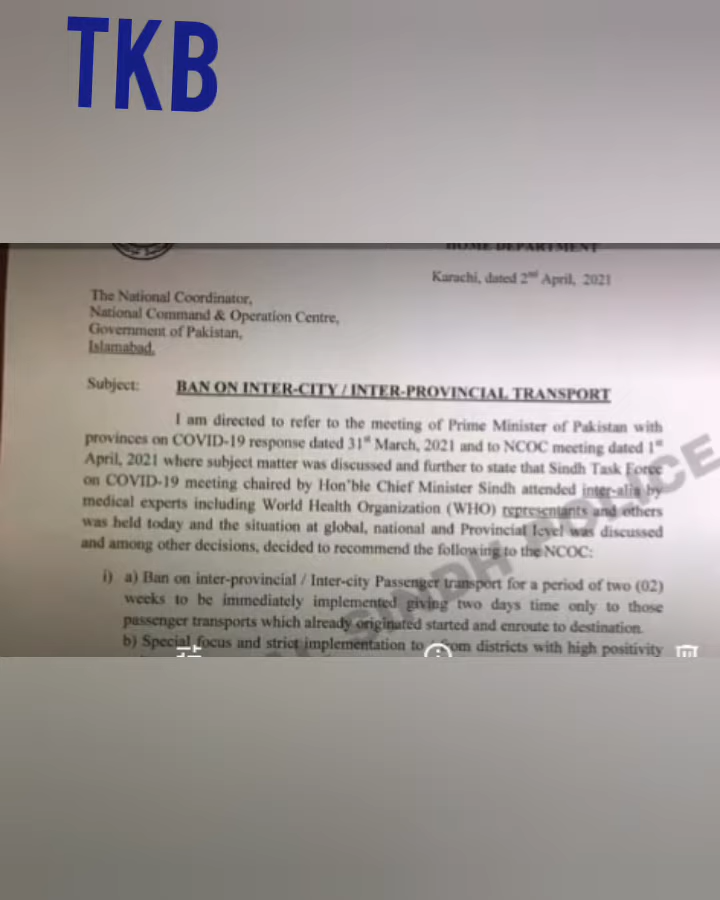 TKB
HOME DEPARTMENT
Karachi, dated 2nd April, 2021
The National Coordinator,
National Command & Operation Centre,
Government of Pakistan,
Islamabad.
Subject: BAN ON INTER-CITY / INTER-PROVINCIAL TRANSPORT
I am directed to refer to the meeting of Prime Minister of Pakistan with
provinces on COVID-19 response dated 31st March, 2021 and to NCOC meeting dated 1st
April, 2021 where subject matter was discussed and further to state that Sindh Task Force
on COVID-19 meeting chaired by Hon'ble Chief Minister Sindh attended inter-alia by
medical experts including World Health Organization (WHO) representants and others
was held today and the situation at global, national and Provincial level was discussed
and among other decisions, decided to recommend the following to the NCOC:
i) a) Ban on inter-provincial / Inter-city Passenger transport for a period of two (02)
weeks to be immediately implemented giving two days time only to those
passenger transports which already originated started and enroute to destination.
b) Special focus and strict implementation to from districts with high positivity
SINDH POLICE